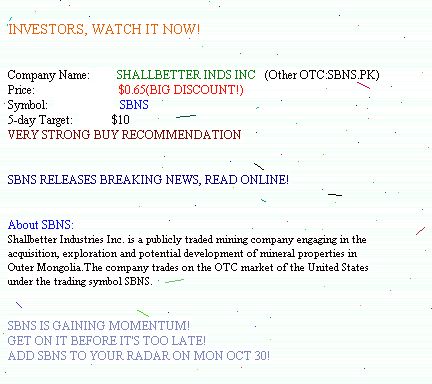 INVESTORS, WATCH IT NOW!
Company Name: SHALLBETTER INDS INC (Other OTC:SBNS.PK)
Price: $0.65(BIG DISCOUNT!)
Symbol: SBNS
5-day Target: $10
VERY STRONG BUY RECOMMENDATION
SBNS RELEASES BREAKING NEWS, READ ONLINE!
About SBNS:
Shallbetter Industries Inc. is a publicly traded mining company engaging in the
acquisition, exploration and potential development of mineral properties in
Outer Mongolia.The company trades on the OTC market of the United States
under the trading symbol SBNS.
SBNS IS GAINING MOMENTUM!
GET ON IT BEFORE IT'S TOO LATE!
ADD SBNS TO YOUR RADAR ON MON OCT 30!